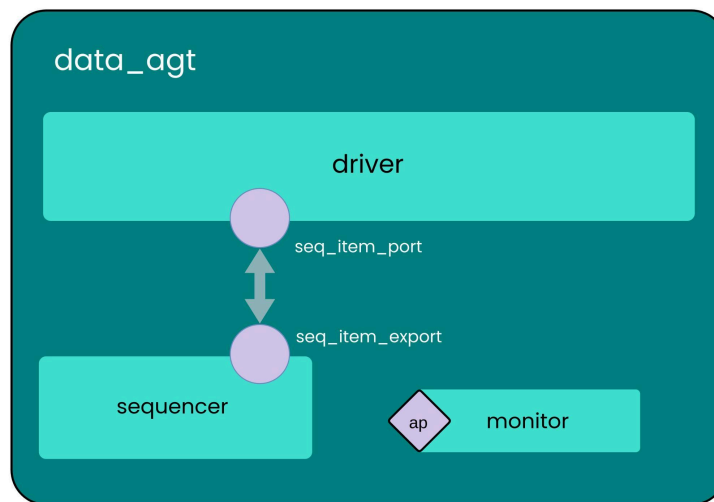 data_agt
driver
seq_item_port
seq_item_export
sequencer
ap
monitor